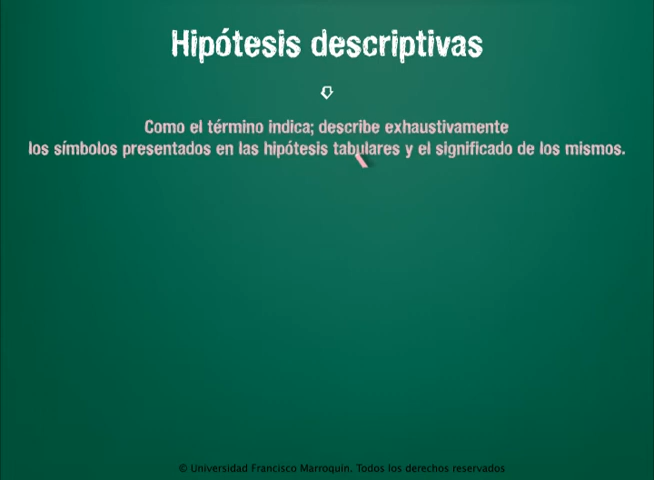 Hipótesis descriptivas
Como el término indica; describe exhaustivamente
los símbolos presentados en las hipótesis tabulares y el significado de los mismos.
© Universidad Francisco Marroquín. Todos los derechos reservados